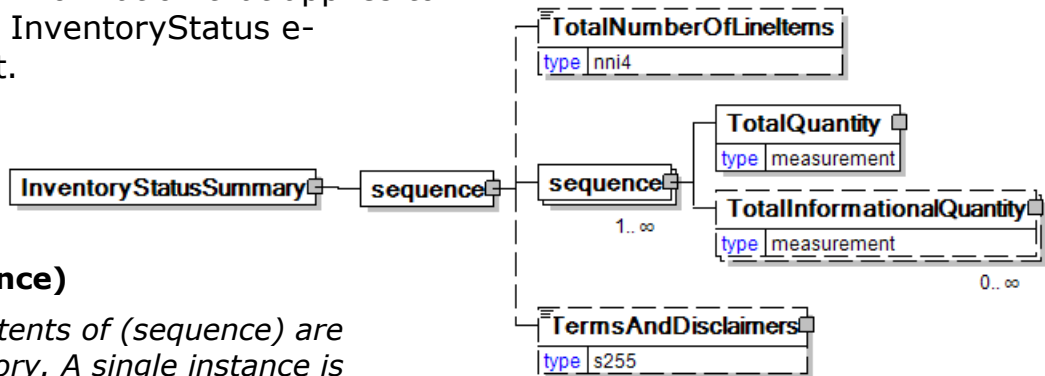 InventoryStatus e-
t.
TotalNumberOfLineItems
type nni4
TotalQuantity
type measurement
InventoryStatusSummary
sequence
sequence
1.. ∞
TotalInformationalQuantity
type measurement
0.. ∞
nce)
tents of (sequence) are
ory. A single instance is
TermsAndDisclaimers
type s255